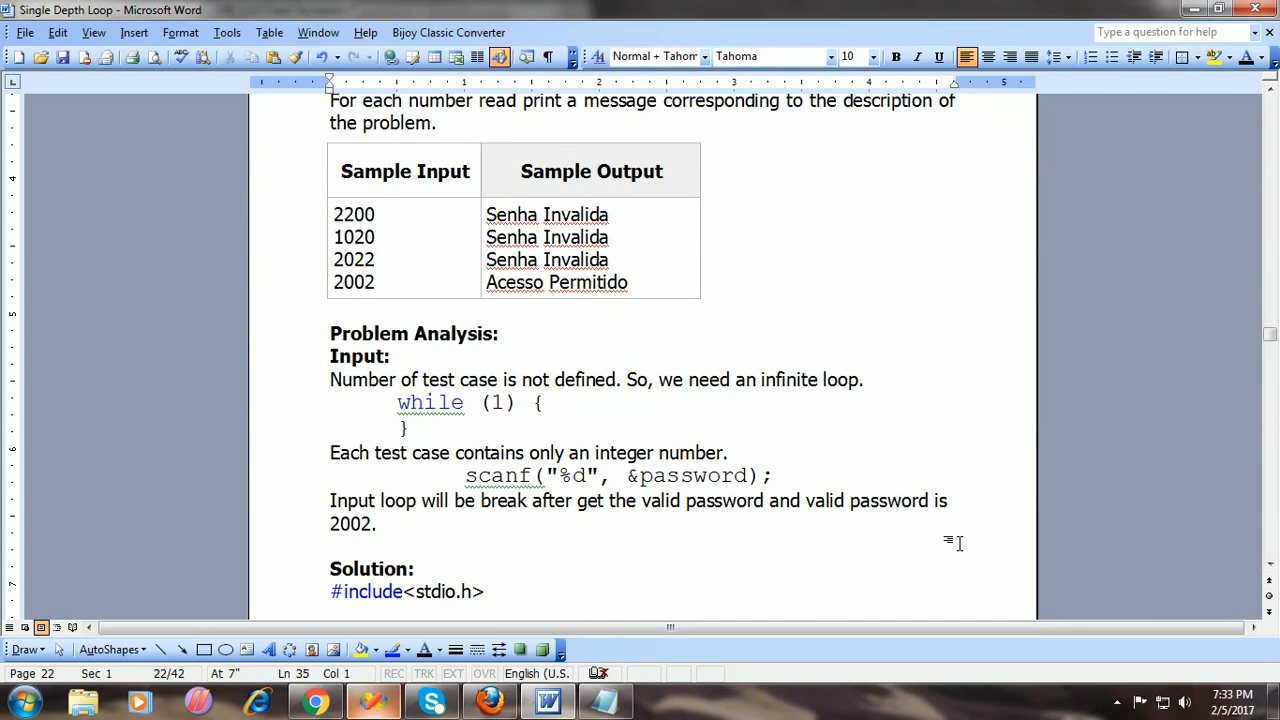 Single Depth Loop - Microsoft Word
File Edit View Insert Format Tools Table Window Help Bijoy Classic Converter Type a question for help
Normal + Tahom Tahoma 10 B I U
1 2 3 4 5
For each number read print a message corresponding to the description of
the problem.
Sample Input Sample Output
2200 Senha Invalida
1020 Senha Invalida
2022 Senha Invalida
2002 Acesso Permitido
Problem Analysis:
Input:
Number of test case is not defined. So, we need an infinite loop.
while (1) {
}
Each test case contains only an integer number.
scanf("%d", &password);
Input loop will be break after get the valid password and valid password is
2002.
Solution:
#include<stdio.h>
Draw AutoShapes
Page 22 Sec 1 22/42 At 7" Ln 35 Col 1 REC TRK EXT OVR English (U.S.
7:33 PM
2/5/2017